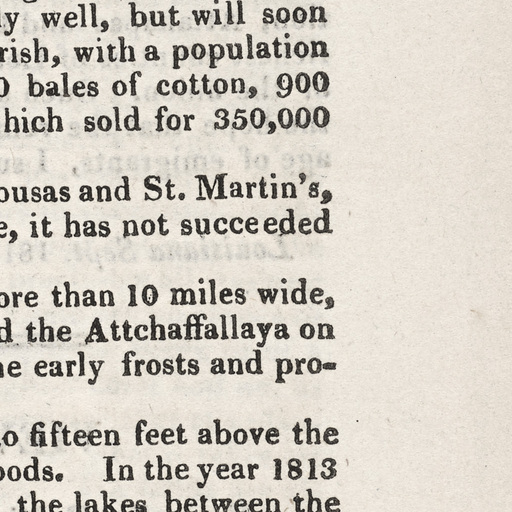 ly well, but will soon
rish, with a population
0 bales of cotton, 900
hich sold for 350,000
ousas and St. Martin's,
e, it has not succeeded
ore than 10 miles wide,
d the Attchaffallaya on
he early frosts and pro-
o fifteen feet above the
oods. In the year 1813
the lakes between the